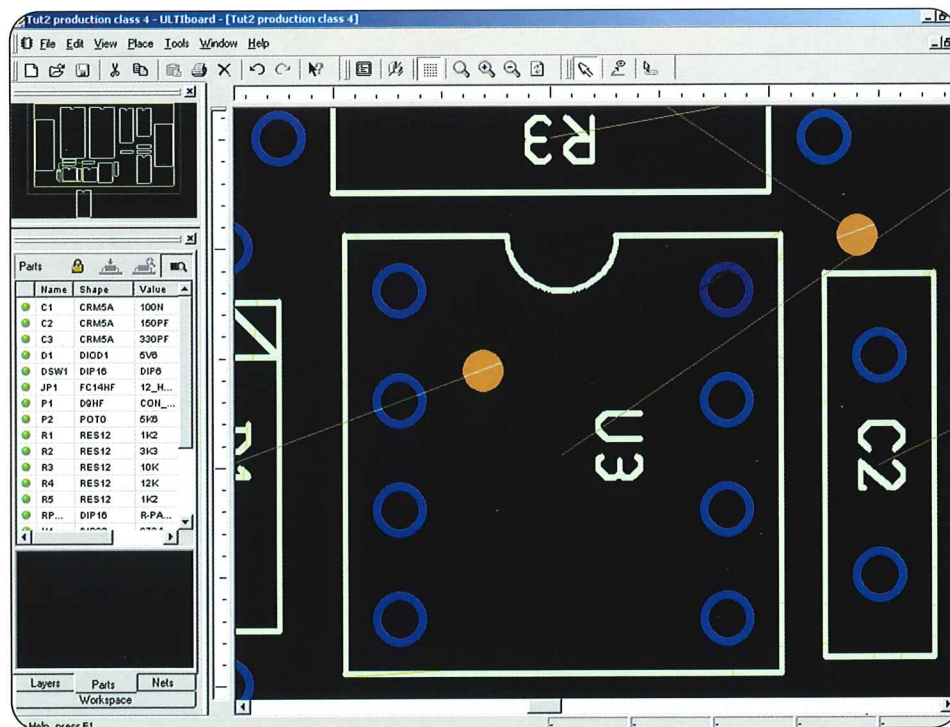 Tut2 production class 4 - ULTIboard - [Tut2 production class 4]
File Edit View Place Tools Window Help
Parts
Name Shape Value
C1 CRM5A 100N
C2 CRM5A 150PF
C3 CRM5A 330PF
D1 DIOD1 5V6
DSW1 DIP16 DIP8
JP1 FC14HF 12_H...
P1 D9HF CON_...
P2 POT0 5K6
R1 RES12 1K2
R2 RES12 3K3
R3 RES12 10K
R4 RES12 12K
R5 RES12 1K2
RP... DIP16 R-PA...
Layers Parts Nets
Workspace
Help, press F1
R3
U3
C2